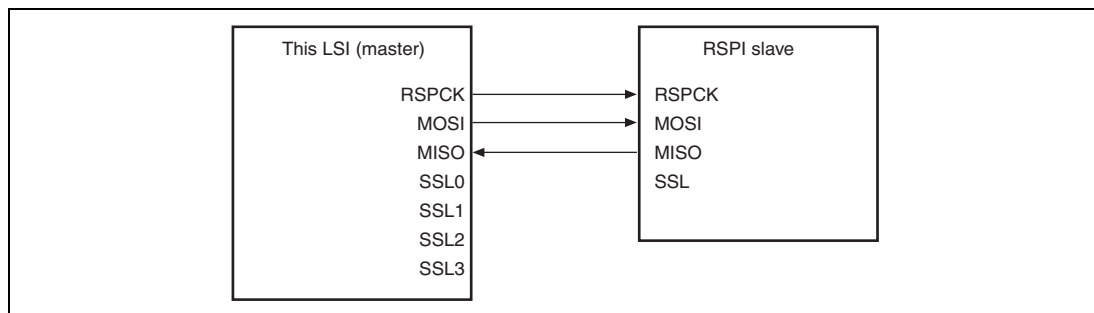 This LSI (master)
RSPCK
MOSI
MISO
SSL0
SSL1
SSL2
SSL3
RSPI slave
RSPCK
MOSI
MISO
SSL